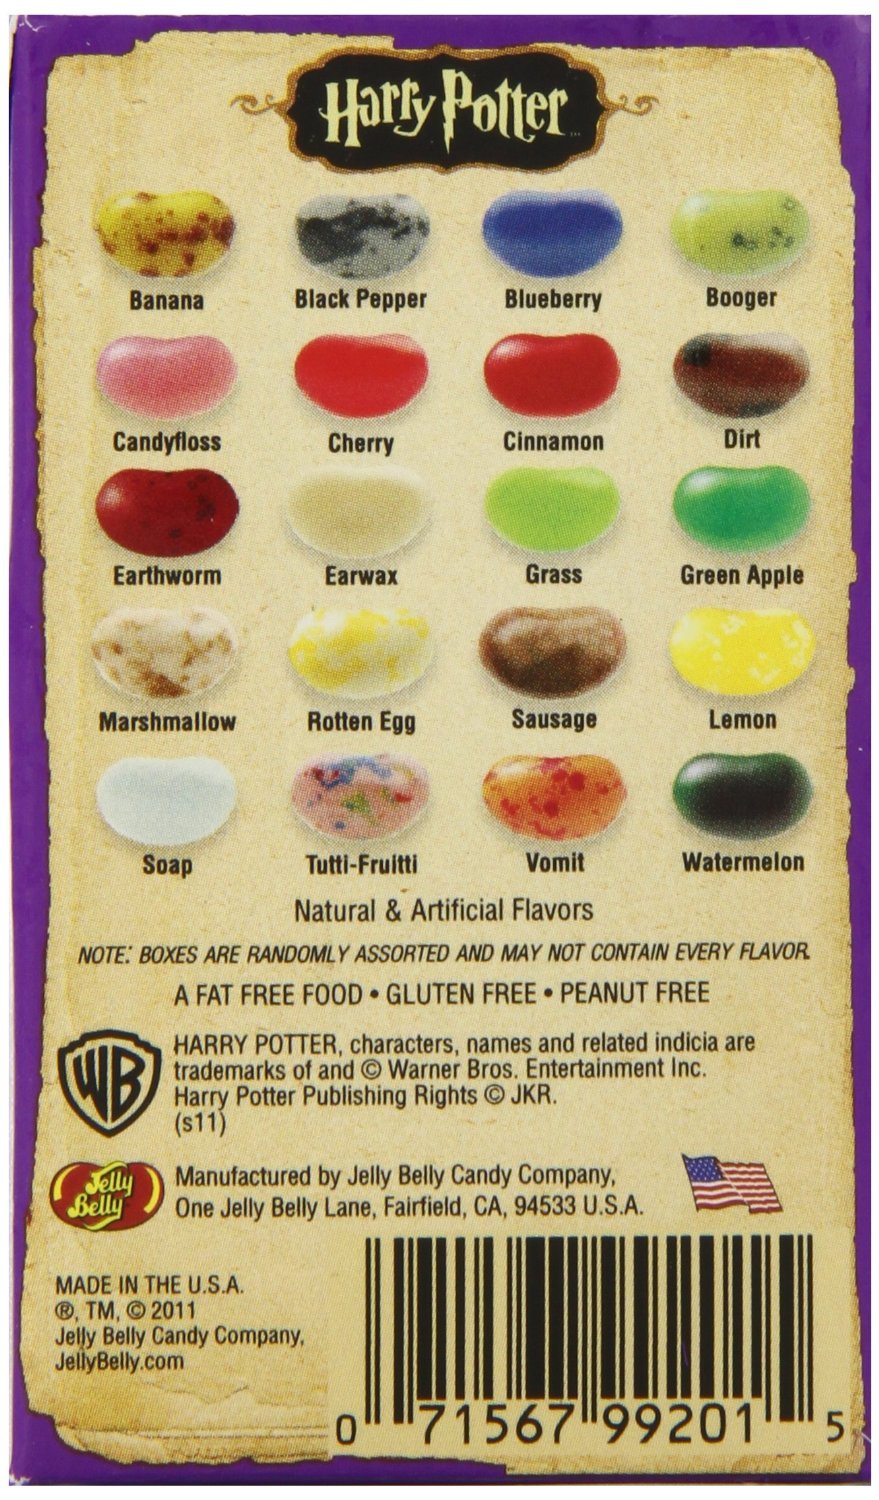 Harry Potter
Banana Black Pepper Blueberry Booger
Candyfloss Cherry Cinnamon Dirt
Earthworm Earwax Grass Green Apple
Marshmallow Rotten Egg Sausage Lemon
Soap Tutti-Fruitti Vomit Watermelon
Natural & Artificial Flavors
NOTE: BOXES ARE RANDOMLY ASSORTED AND MAY NOT CONTAIN EVERY FLAVOR.
A FAT FREE FOOD • GLUTEN FREE • PEANUT FREE
WB
HARRY POTTER, characters, names and related indicia are
trademarks of and © Warner Bros. Entertainment Inc.
Harry Potter Publishing Rights © JKR.
(s11)
Jelly
Belly
Manufactured by Jelly Belly Candy Company,
One Jelly Belly Lane, Fairfield, CA, 94533 U.S.A.
MADE IN THE U.S.A.
®, TM, © 2011
Jelly Belly Candy Company,
JellyBelly.com
0 71567 99201 5